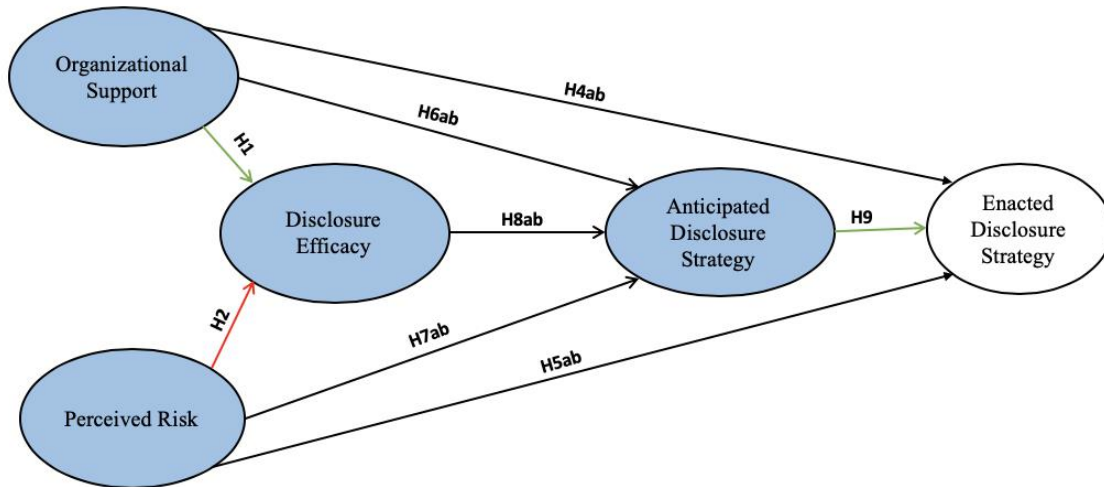 Organizational
Support
H4ab
H6ab
H1
Disclosure
Efficacy
H8ab
Anticipated
Disclosure
Strategy
H9
Enacted
Disclosure
Strategy
H2
H7ab
H5ab
Perceived Risk